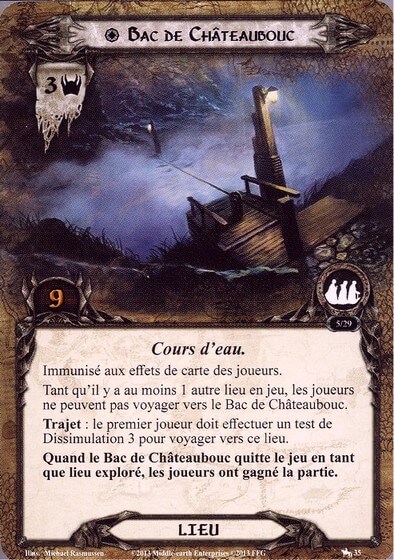 Bac de Châteaubouc
3
9
5/29
Cours d'eau.
Immunisé aux effets de carte des joueurs.
Tant qu'il y a au moins 1 autre lieu en jeu, les joueurs
ne peuvent pas voyager vers le Bac de Châteaubouc.
Trajet : le premier joueur doit effectuer un test de
Dissimulation 3 pour voyager vers ce lieu.
Quand le Bac de Châteaubouc quitte le jeu en tant
que lieu exploré, les joueurs ont gagné la partie.
LIEU
Illus. Michael Rasmussen ©2013 Middle-earth Enterprises ©2013 FFG 35